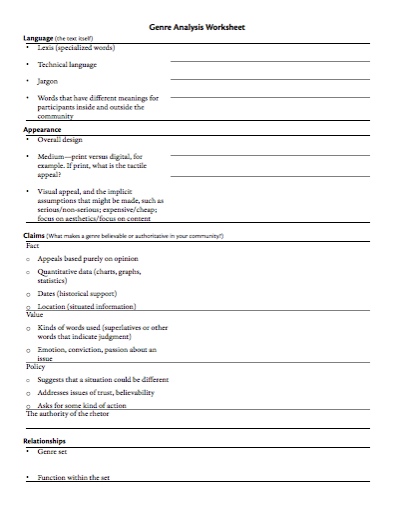 Genre Analysis Worksheet
Language (the text itself)
• Lexis (specialized words)
• Technical language
• Jargon
• Words that have different meanings for
participants inside and outside the
community
Appearance
• Overall design
• Medium—print versus digital, for
example. If print, what is the tactile
appeal?
• Visual appeal, and the implicit
assumptions that might be made, such as
serious/non-serious; expensive/cheap;
focus on aesthetics/focus on content
Claims (What makes a genre believable or authoritative in your community?)
Fact
o Appeals based purely on opinion
o Quantitative data (charts, graphs,
statistics)
o Dates (historical support)
o Location (situated information)
Value
o Kinds of words used (superlatives or other
words that indicate judgment)
o Emotion, conviction, passion about an
issue
Policy
o Suggests that a situation could be different
o Addresses issues of trust, believability
o Asks for some kind of action
The authority of the rhetor
Relationships
• Genre set
• Function within the set